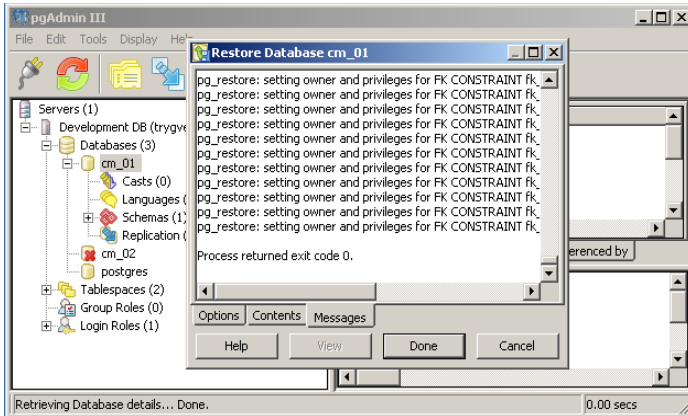 pgAdmin III
File Edit Tools Display Help
Restore Database cm_01
Servers (1)
Development DB (trygve
Databases (3)
cm_01
Casts (0)
Languages (
Schemas (1)
Replication (
cm_02
postgres
Tablespaces (2)
Group Roles (0)
Login Roles (1)
pg_restore: setting owner and privileges for FK CONSTRAINT fk_
pg_restore: setting owner and privileges for FK CONSTRAINT fk_
pg_restore: setting owner and privileges for FK CONSTRAINT fk_
pg_restore: setting owner and privileges for FK CONSTRAINT fk_
pg_restore: setting owner and privileges for FK CONSTRAINT fk_
pg_restore: setting owner and privileges for FK CONSTRAINT fk_
pg_restore: setting owner and privileges for FK CONSTRAINT fk_
pg_restore: setting owner and privileges for FK CONSTRAINT fk_
pg_restore: setting owner and privileges for FK CONSTRAINT fk_
pg_restore: setting owner and privileges for FK CONSTRAINT fk_
pg_restore: setting owner and privileges for FK CONSTRAINT fk_
Process returned exit code 0.
erenced by
Options Contents Messages
Help View Done Cancel
Retrieving Database details... Done. 0.00 secs